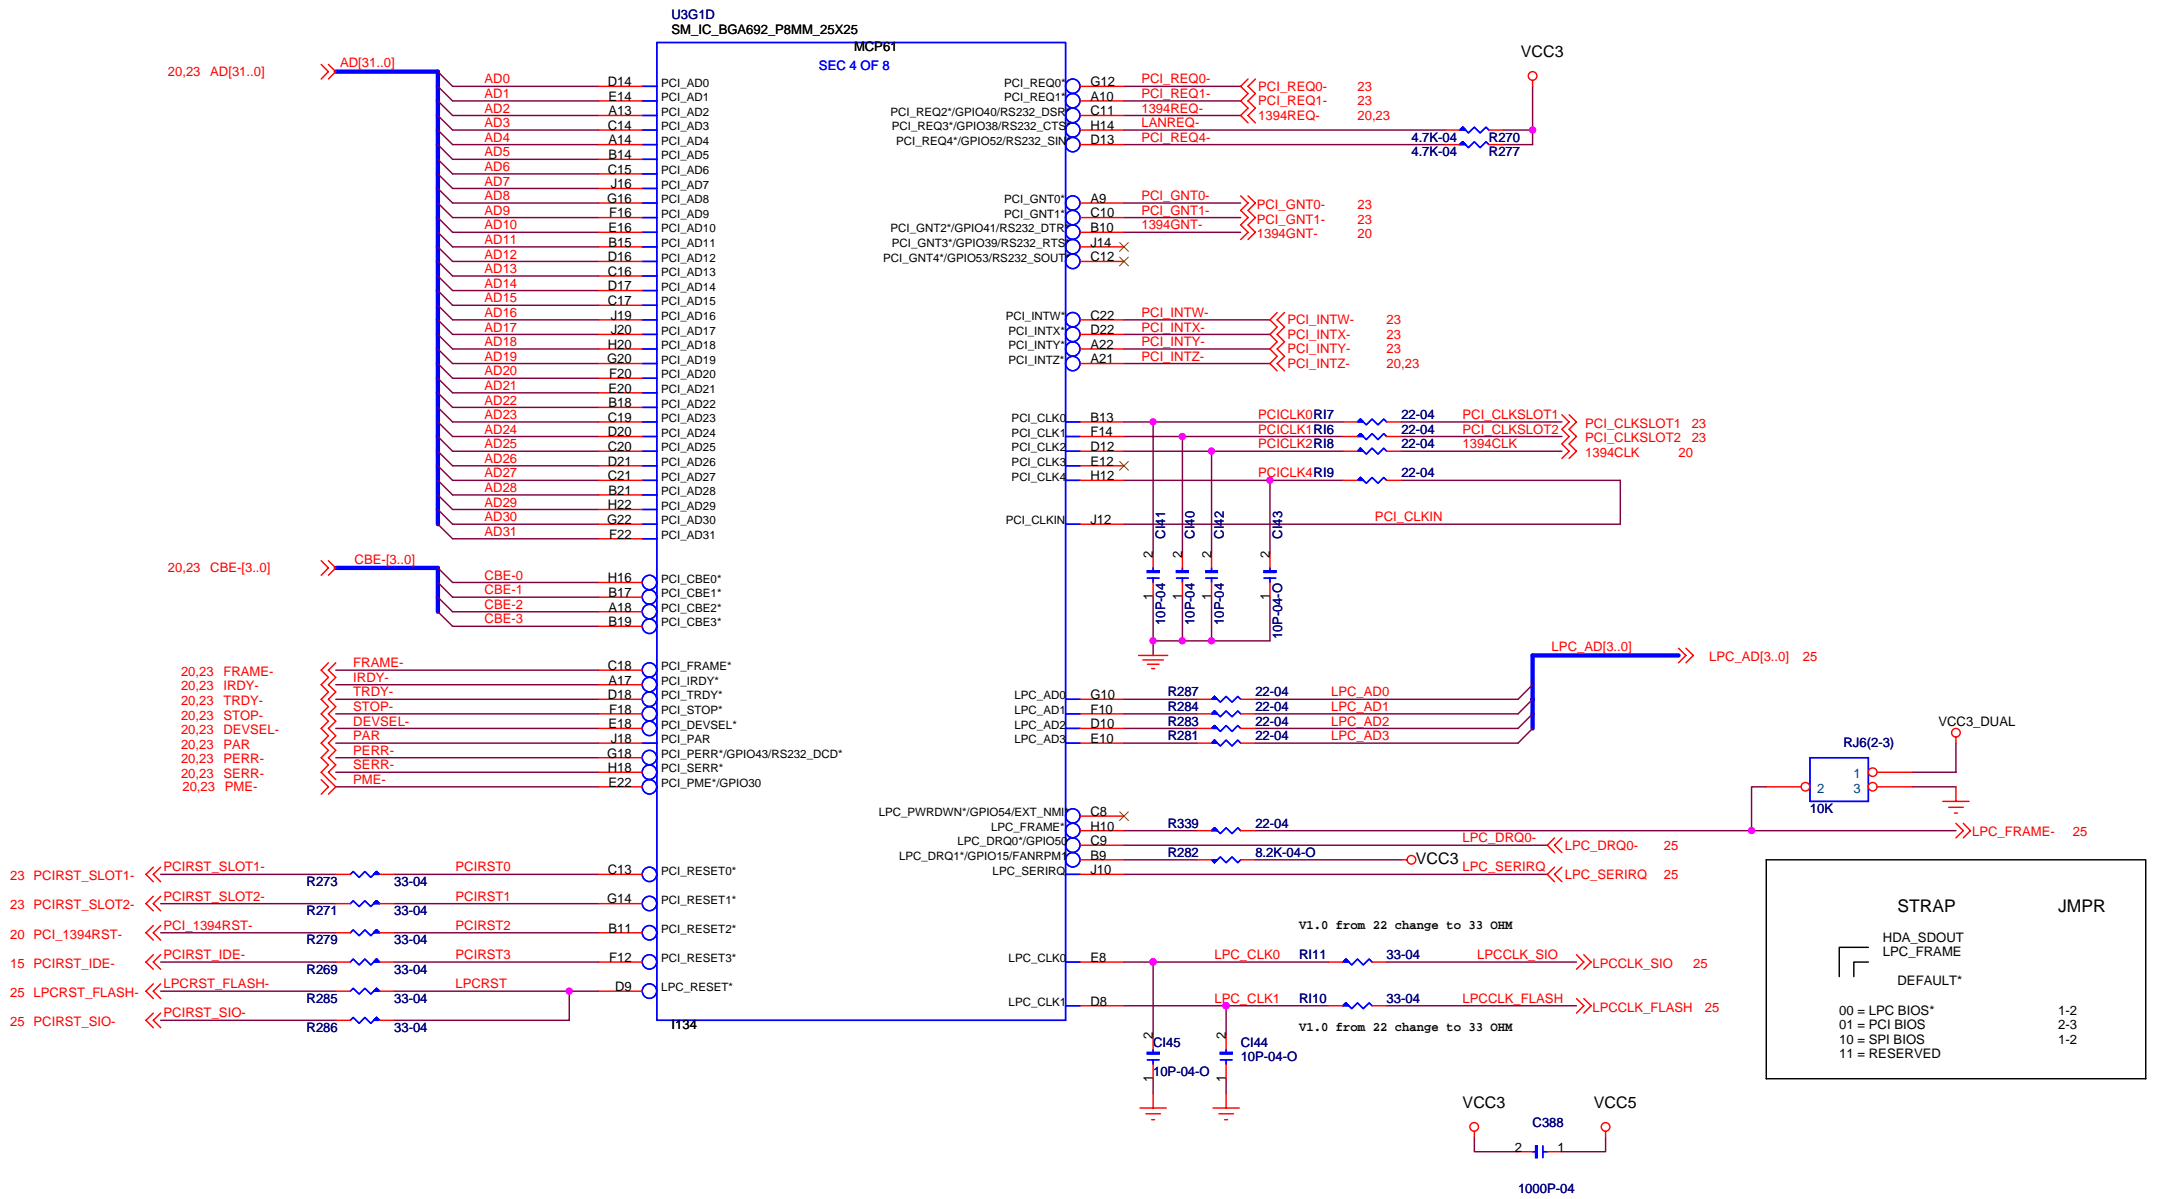 U3G1D
SM_IC_BGA692_P8MM_25X25
MCP61
SEC 4 OF 8
20,23 AD[31..0] AD[31..0]
AD0 D14 PCI_AD0
AD1 E14 PCI_AD1
AD2 A13 PCI_AD2
AD3 C14 PCI_AD3
AD4 A14 PCI_AD4
AD5 B14 PCI_AD5
AD6 C15 PCI_AD6
AD7 J16 PCI_AD7
AD8 G16 PCI_AD8
AD9 F16 PCI_AD9
AD10 E16 PCI_AD10
AD11 B15 PCI_AD11
AD12 D16 PCI_AD12
AD13 C16 PCI_AD13
AD14 D17 PCI_AD14
AD15 C17 PCI_AD15
AD16 J19 PCI_AD16
AD17 J20 PCI_AD17
AD18 H20 PCI_AD18
AD19 G20 PCI_AD19
AD20 F20 PCI_AD20
AD21 E20 PCI_AD21
AD22 B18 PCI_AD22
AD23 C19 PCI_AD23
AD24 D20 PCI_AD24
AD25 C20 PCI_AD25
AD26 D21 PCI_AD26
AD27 C21 PCI_AD27
AD28 B21 PCI_AD28
AD29 H22 PCI_AD29
AD30 G22 PCI_AD30
AD31 F22 PCI_AD31
20,23 CBE-[3..0] CBE-[3..0]
CBE-0 H16 PCI_CBE0*
CBE-1 B17 PCI_CBE1*
CBE-2 A18 PCI_CBE2*
CBE-3 B19 PCI_CBE3*
20,23 FRAME- FRAME- C18 PCI_FRAME*
20,23 IRDY- IRDY- A17 PCI_IRDY*
20,23 TRDY- TRDY- D18 PCI_TRDY*
20,23 STOP- STOP- F18 PCI_STOP*
20,23 DEVSEL- DEVSEL- E18 PCI_DEVSEL*
20,23 PAR PAR J18 PCI_PAR
20,23 PERR- PERR- G18 PCI_PERR*/GPIO43/RS232_DCD*
20,23 SERR- SERR- H18 PCI_SERR*
20,23 PME- PME- E22 PCI_PME*/GPIO30
23 PCIRST_SLOT1- PCIRST_SLOT1- R273 33-04 PCIRST0 C13 PCI_RESET0*
23 PCIRST_SLOT2- PCIRST_SLOT2- R271 33-04 PCIRST1 G14 PCI_RESET1*
20 PCI_1394RST- PCI_1394RST- R279 33-04 PCIRST2 B11 PCI_RESET2*
15 PCIRST_IDE- PCIRST_IDE- R269 33-04 PCIRST3 F12 PCI_RESET3*
25 LPCRST_FLASH- LPCRST_FLASH- R285 33-04 LPCRST D9 LPC_RESET*
25 PCIRST_SIO- PCIRST_SIO- R286 33-04
I134
VCC3
PCI_REQ0* G12 PCI_REQ0- PCI_REQ0- 23
PCI_REQ1* A10 PCI_REQ1- PCI_REQ1- 23
PCI_REQ2*/GPIO40/RS232_DSR C11 1394REQ- 1394REQ- 20,23
PCI_REQ3*/GPIO38/RS232_CTS H14 LANREQ- 4.7K-04 R270
PCI_REQ4*/GPIO52/RS232_SIN D13 PCI_REQ4- 4.7K-04 R277
PCI_GNT0* A9 PCI_GNT0- PCI_GNT0- 23
PCI_GNT1* C10 PCI_GNT1- PCI_GNT1- 23
PCI_GNT2*/GPIO41/RS232_DTR B10 1394GNT- 1394GNT- 20
PCI_GNT3*/GPIO39/RS232_RTS J14
PCI_GNT4*/GPIO53/RS232_SOUT C12
PCI_INTW* C22 PCI_INTW- PCI_INTW- 23
PCI_INTX* D22 PCI_INTX- PCI_INTX- 23
PCI_INTY* A22 PCI_INTY- PCI_INTY- 23
PCI_INTZ* A21 PCI_INTZ- PCI_INTZ- 20,23
PCI_CLK0 B13 PCICLK0 RI7 22-04 PCI_CLKSLOT1 PCI_CLKSLOT1 23
PCI_CLK1 F14 PCICLK1 RI6 22-04 PCI_CLKSLOT2 PCI_CLKSLOT2 23
PCI_CLK2 D12 PCICLK2 RI8 22-04 1394CLK 1394CLK 20
PCI_CLK3 E12
PCI_CLK4 H12 PCICLK4 RI9 22-04
PCI_CLKIN J12 PCI_CLKIN
CI41 CI40 CI42 CI43
2 2 2 2
1 1 1 1
10P-04 10P-04 10P-04 10P-04-O
LPC_AD[3..0] LPC_AD[3..0] 25
LPC_AD0 G10 R287 22-04 LPC_AD0
LPC_AD1 F10 R284 22-04 LPC_AD1
LPC_AD2 D10 R283 22-04 LPC_AD2
LPC_AD3 E10 R281 22-04 LPC_AD3
VCC3_DUAL
RJ6(2-3)
1
2 3
10K
LPC_PWRDWN*/GPIO54/EXT_NMI* C8
LPC_FRAME* H10 R339 22-04 LPC_FRAME- 25
LPC_DRQ0*/GPIO50 C9 LPC_DRQ0- LPC_DRQ0- 25
LPC_DRQ1*/GPIO15/FANRPM1 B9 R282 8.2K-04-O VCC3
LPC_SERIRQ J10 LPC_SERIRQ LPC_SERIRQ 25
V1.0 from 22 change to 33 OHM
LPC_CLK0 E8 LPC_CLK0 RI11 33-04 LPCCLK_SIO LPCCLK_SIO 25
LPC_CLK1 D8 LPC_CLK1 RI10 33-04 LPCCLK_FLASH LPCCLK_FLASH 25
V1.0 from 22 change to 33 OHM
2 CI45 2 CI44
1 10P-04-O 1 10P-04-O
STRAP JMPR
HDA_SDOUT
LPC_FRAME
DEFAULT*
00 = LPC BIOS* 1-2
01 = PCI BIOS 2-3
10 = SPI BIOS 1-2
11 = RESERVED
VCC3 VCC5
C388
2 1
1000P-04